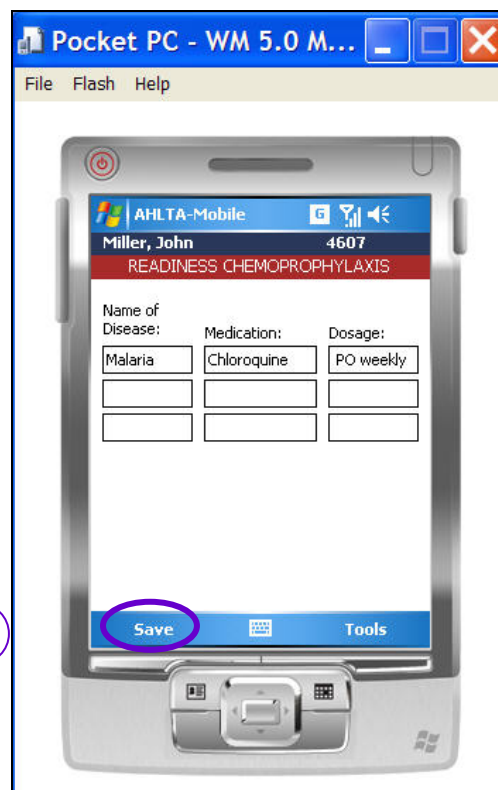 Pocket PC - WM 5.0 M...
File Flash Help
AHLTA-Mobile G
Miller, John 4607
READINESS CHEMOPROPHYLAXIS
Name of Disease: Medication: Dosage:
Malaria Chloroquine PO weekly
Save Tools